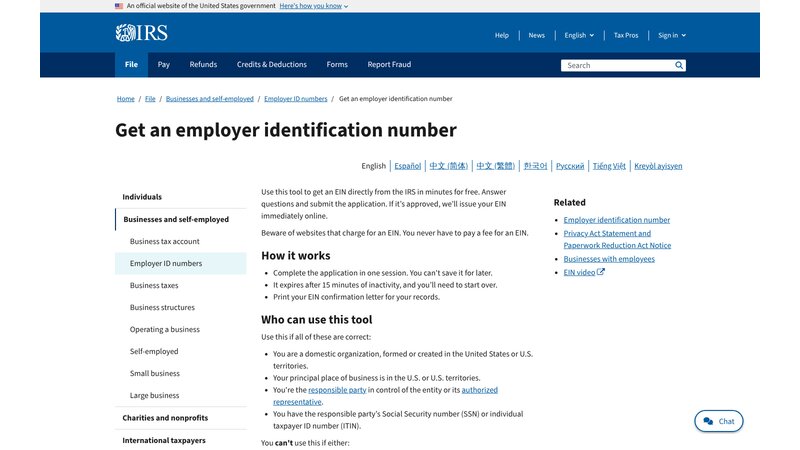 An official website of the United States government Here's how you know
IRS
Help
News
English
Tax Pros
Sign in
File
Pay
Refunds
Credits & Deductions
Forms
Report Fraud
Search
Home / File / Businesses and self-employed / Employer ID numbers / Get an employer identification number
Get an employer identification number
English | Español | 中文 (简体) | 中文 (繁體) | 한국어 | Русский | Tiếng Việt | Kreyòl ayisyen
Individuals
Businesses and self-employed
Business tax account
Employer ID numbers
Business taxes
Business structures
Operating a business
Self-employed
Small business
Large business
Charities and nonprofits
International taxpayers
Use this tool to get an EIN directly from the IRS in minutes for free. Answer
questions and submit the application. If it's approved, we'll issue your EIN
immediately online.
Beware of websites that charge for an EIN. You never have to pay a fee for an EIN.
How it works
• Complete the application in one session. You can't save it for later.
• It expires after 15 minutes of inactivity, and you'll need to start over.
• Print your EIN confirmation letter for your records.
Who can use this tool
Use this if all of these are correct:
• You are a domestic organization, formed or created in the United States or U.S.
territories.
• Your principal place of business is in the U.S. or U.S. territories.
• You're the responsible party in control of the entity or its authorized
representative.
• You have the responsible party's Social Security number (SSN) or individual
taxpayer ID number (ITIN).
You can't use this if either:
Related
• Employer identification number
• Privacy Act Statement and
Paperwork Reduction Act Notice
• Businesses with employees
• EIN video
Chat